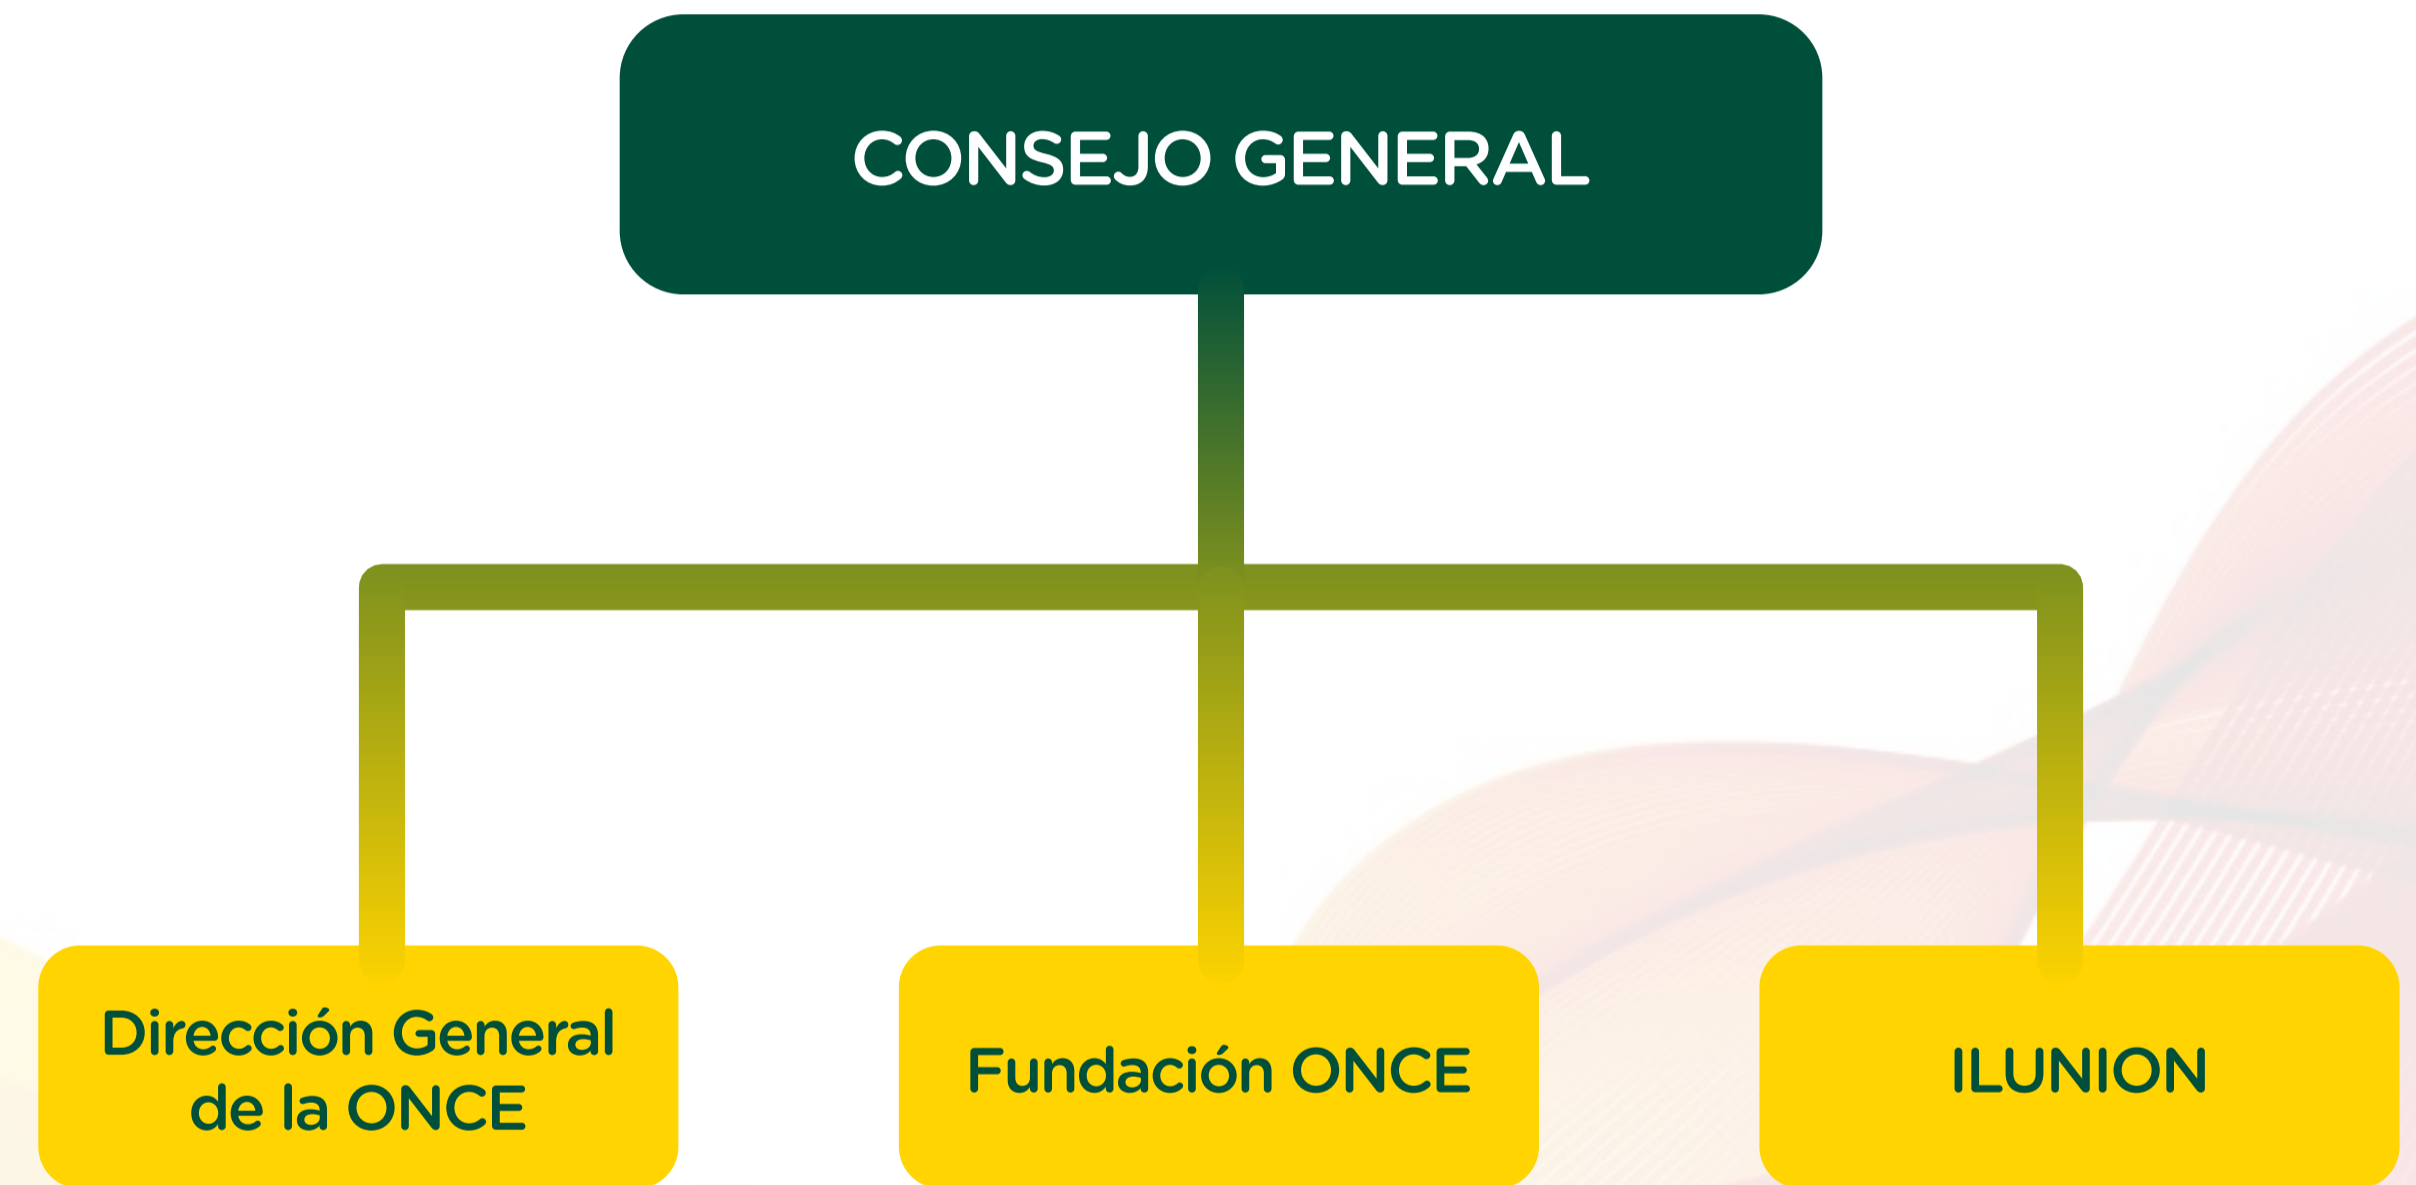 CONSEJO GENERAL
Dirección General
de la ONCE
Fundación ONCE
ILUNION